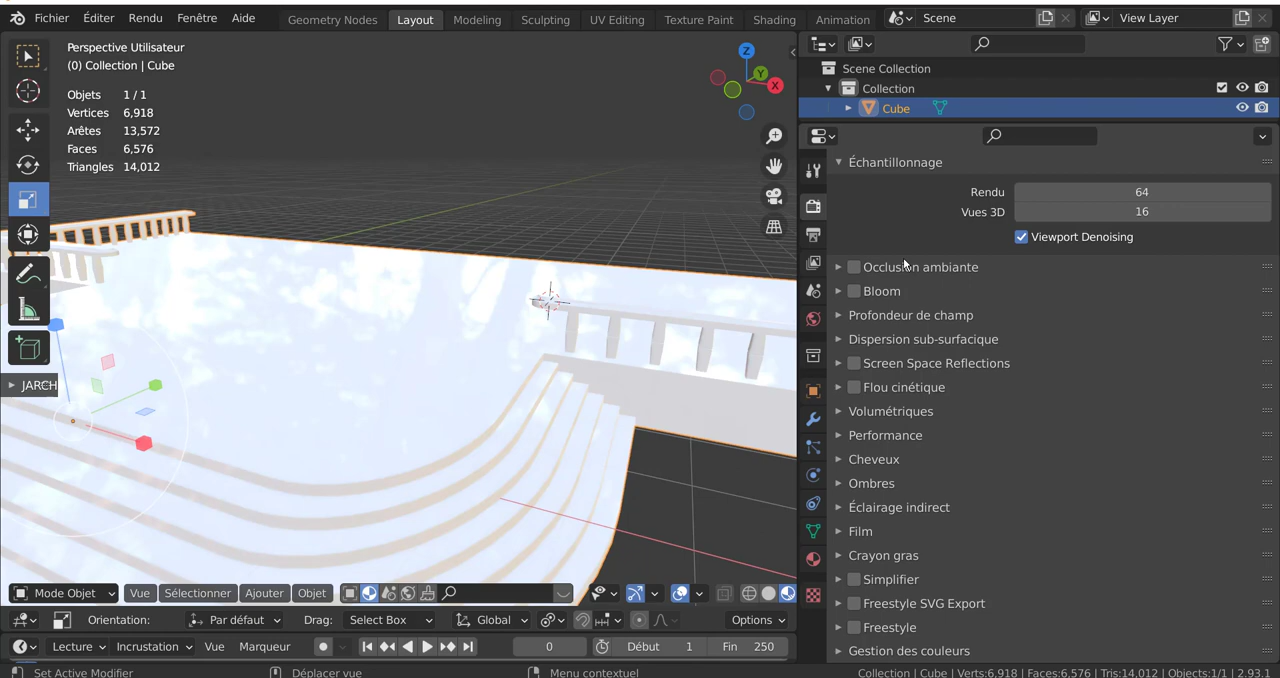 Fichier Éditer Rendu Fenêtre Aide
Geometry Nodes Layout Modeling Sculpting UV Editing Texture Paint Shading Animation
Scene
View Layer
Perspective Utilisateur
(0) Collection | Cube
Objets 1 / 1
Vertices 6,918
Arêtes 13,572
Faces 6,576
Triangles 14,012
Z
Y
X
JARCH
Scene Collection
Collection
Cube
Échantillonnage
Rendu 64
Vues 3D 16
Viewport Denoising
Occlusion ambiante
Bloom
Profondeur de champ
Dispersion sub-surfacique
Screen Space Reflections
Flou cinétique
Volumétriques
Performance
Cheveux
Ombres
Éclairage indirect
Film
Crayon gras
Simplifier
Freestyle SVG Export
Freestyle
Gestion des couleurs
Mode Objet Vue Sélectionner Ajouter Objet
Orientation: Par défaut Drag: Select Box Global Options
Lecture Incrustation Vue Marqueur 0 Début 1 Fin 250
Set Active Modifier Déplacer vue Menu contextuel Collection | Cube | Verts:6,918 | Faces:6,576 | Tris:14,012 | Objects:1/1 | 2.93.1